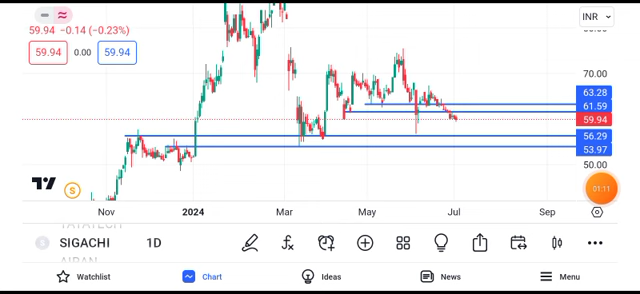 INR
59.94 −0.14 (−0.23%)
59.94 0.00 59.94
70.00
63.28
61.59
59.94
56.29
53.97
50.00
S
01:11
Nov 2024 Mar May Jul Sep
SIGACHI 1D
Watchlist Chart Ideas News Menu